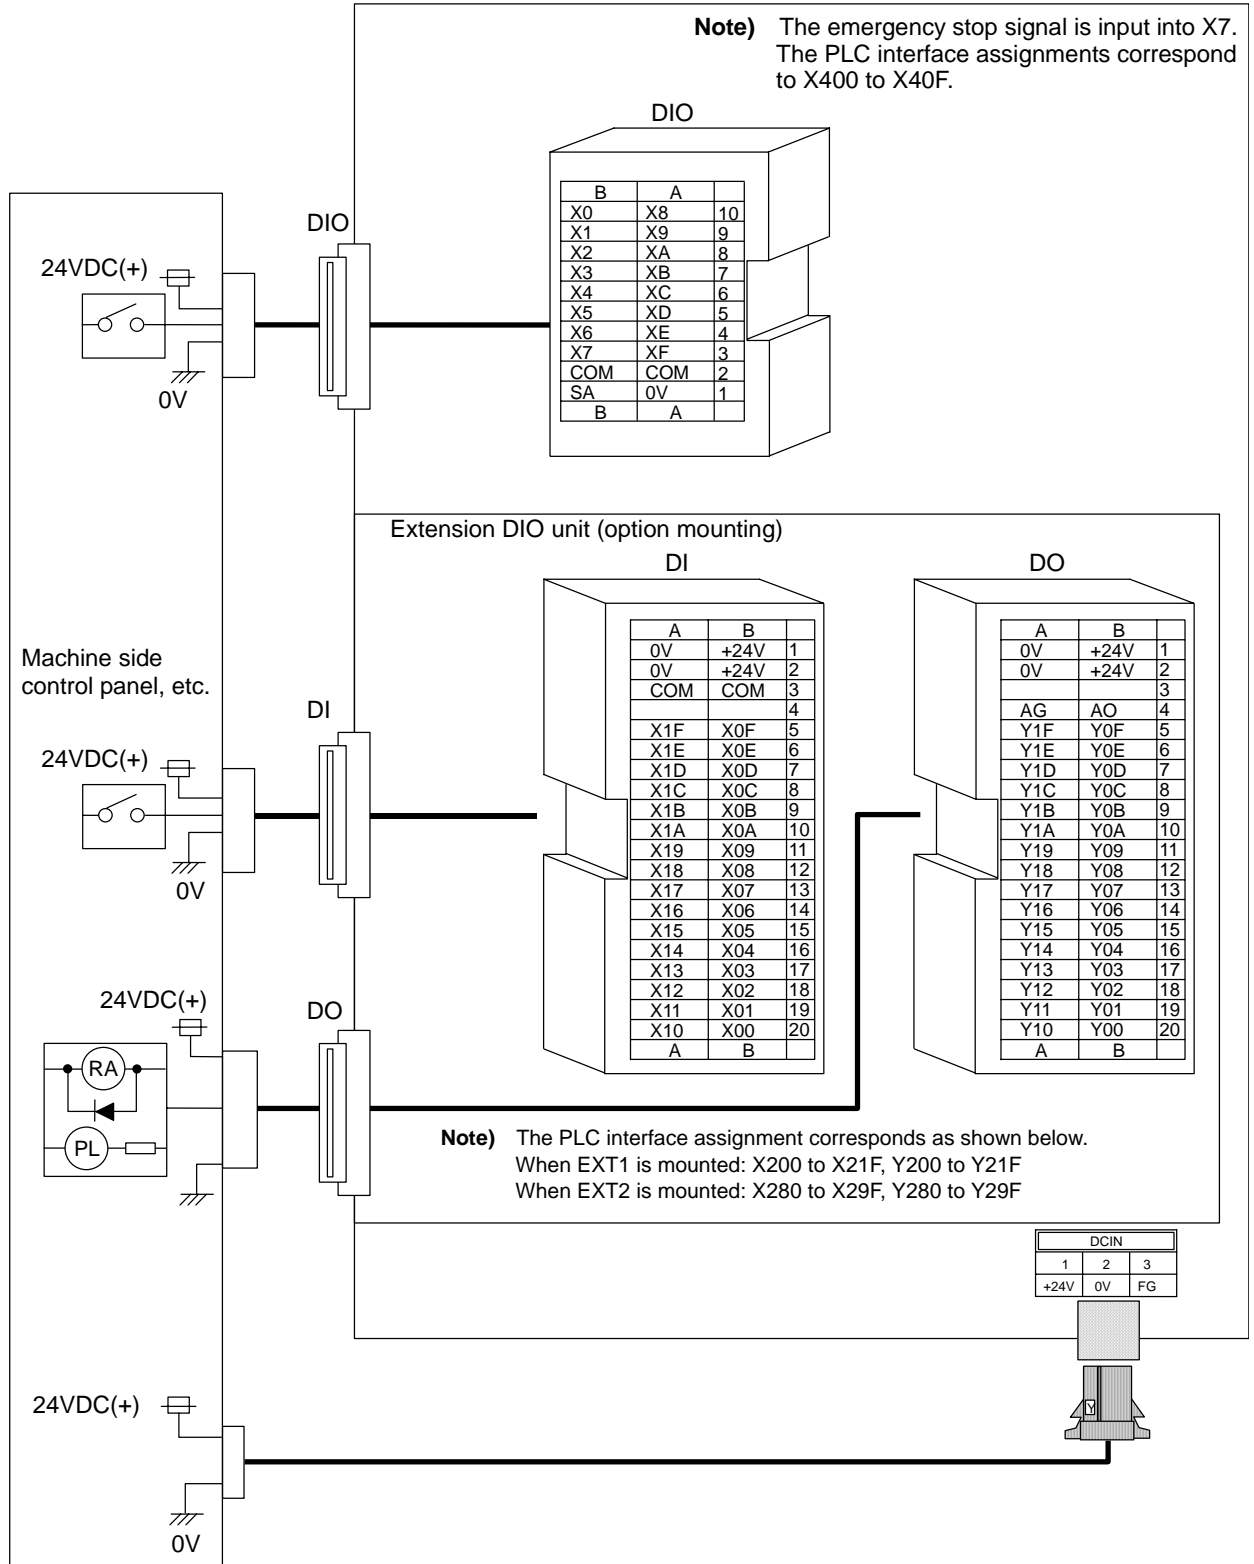 Note) The emergency stop signal is input into X7.
The PLC interface assignments correspond
to X400 to X40F.
DIO
B A
X0 X8 10
X1 X9 9
X2 XA 8
X3 XB 7
X4 XC 6
X5 XD 5
X6 XE 4
X7 XF 3
COM COM 2
SA 0V 1
B A
DIO
24VDC(+)
0V
Extension DIO unit (option mounting)
DI
A B
0V +24V 1
0V +24V 2
COM COM 3
4
X1F X0F 5
X1E X0E 6
X1D X0D 7
X1C X0C 8
X1B X0B 9
X1A X0A 10
X19 X09 11
X18 X08 12
X17 X07 13
X16 X06 14
X15 X05 15
X14 X04 16
X13 X03 17
X12 X02 18
X11 X01 19
X10 X00 20
A B
DO
A B
0V +24V 1
0V +24V 2
3
AG AO 4
Y1F Y0F 5
Y1E Y0E 6
Y1D Y0D 7
Y1C Y0C 8
Y1B Y0B 9
Y1A Y0A 10
Y19 Y09 11
Y18 Y08 12
Y17 Y07 13
Y16 Y06 14
Y15 Y05 15
Y14 Y04 16
Y13 Y03 17
Y12 Y02 18
Y11 Y01 19
Y10 Y00 20
A B
Machine side
control panel, etc.
DI
24VDC(+)
0V
24VDC(+)
DO
RA
PL
Note) The PLC interface assignment corresponds as shown below.
When EXT1 is mounted: X200 to X21F, Y200 to Y21F
When EXT2 is mounted: X280 to X29F, Y280 to Y29F
DCIN
1 2 3
+24V 0V FG
Y
24VDC(+)
0V